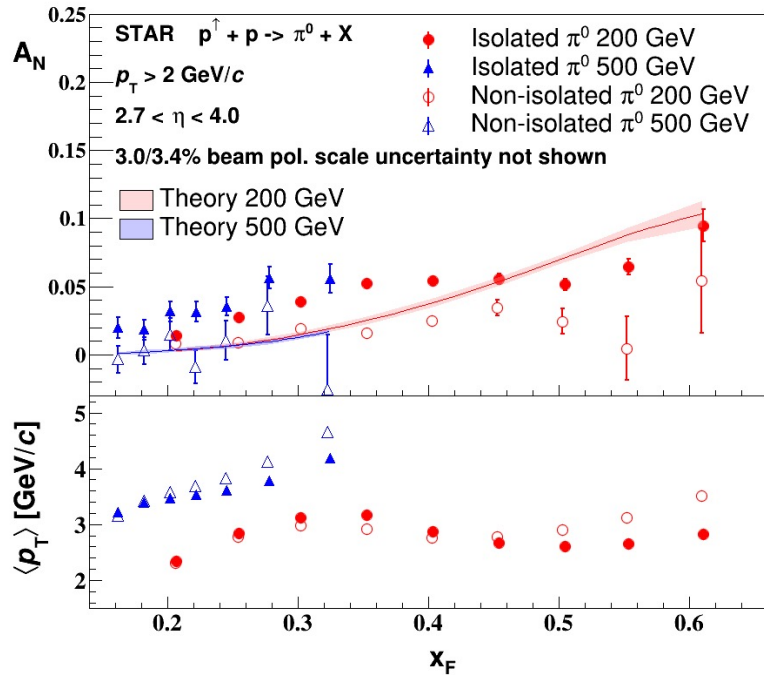 A_N
0.25
0.2
0.15
0.1
0.05
0
STAR p↑ + p -> π⁰ + X
p_T > 2 GeV/c
2.7 < η < 4.0
3.0/3.4% beam pol. scale uncertainty not shown
Isolated π⁰ 200 GeV
Isolated π⁰ 500 GeV
Non-isolated π⁰ 200 GeV
Non-isolated π⁰ 500 GeV
Theory 200 GeV
Theory 500 GeV
⟨p_T⟩ [GeV/c]
5
4
3
2
0.2 0.3 0.4 0.5 0.6
x_F